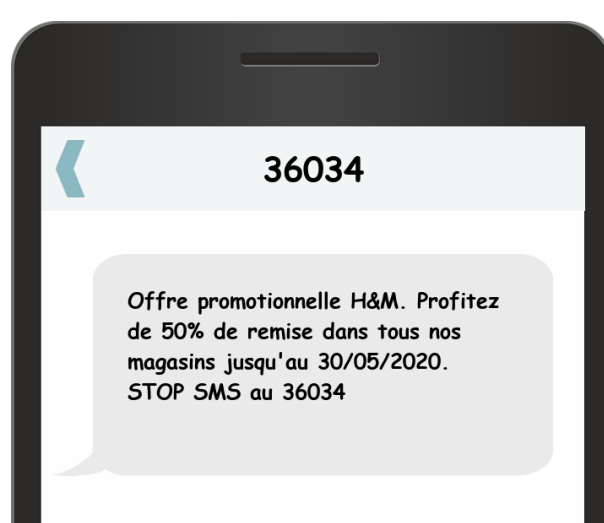 36034
Offre promotionnelle H&M. Profitez
de 50% de remise dans tous nos
magasins jusqu'au 30/05/2020.
STOP SMS au 36034